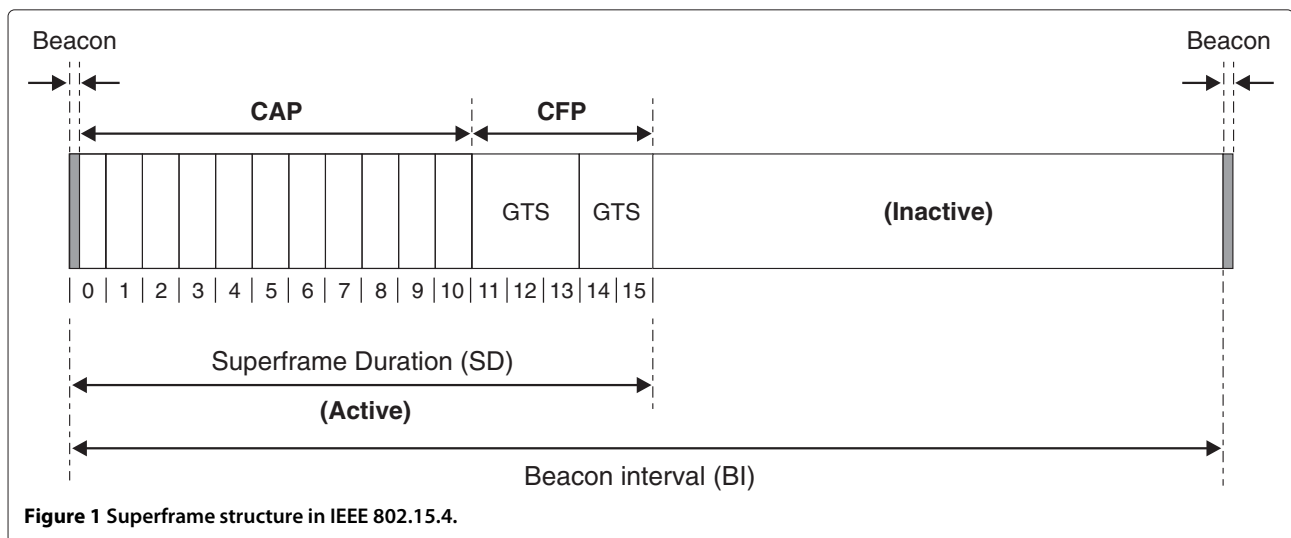 Beacon Beacon
CAP CFP
GTS GTS (Inactive)
0 1 2 3 4 5 6 7 8 9 10 11 12 13 14 15
Superframe Duration (SD)
(Active)
Beacon interval (BI)
Figure 1 Superframe structure in IEEE 802.15.4.